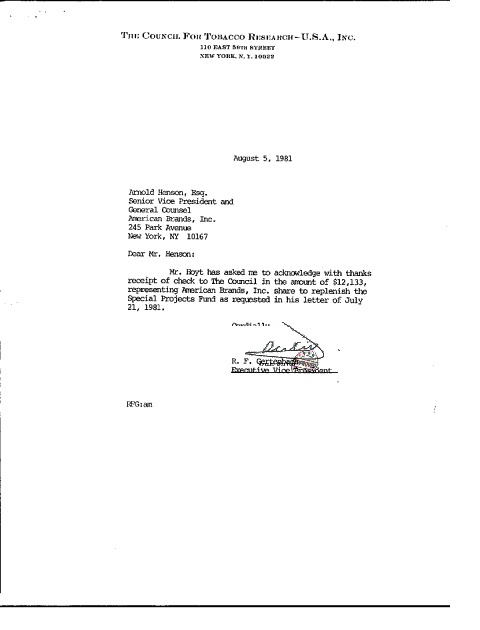 THE COUNCIL FOR TOBACCO RESEARCH-U.S.A., INC.
110 EAST 59TH STREET
NEW YORK, N. Y. 10022
August 5, 1981
Arnold Henson, Esq.
Senior Vice President and
General Counsel
American Brands, Inc.
245 Park Avenue
New York, NY 10167
Dear Mr. Henson:
Mr. Hoyt has asked me to acknowledge with thanks
receipt of check to The Council in the amount of $12,133,
representing American Brands, Inc. share to replenish the
Special Projects Fund as requested in his letter of July
21, 1981.
R. F.
Executive Vice President
RFG:am